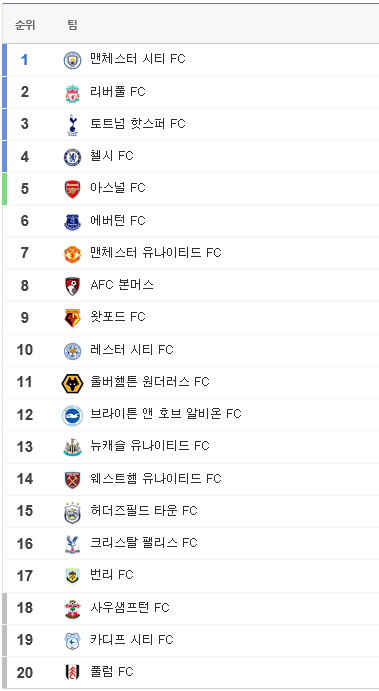 순위 팀
1 맨체스터 시티 FC
2 리버풀 FC
3 토트넘 핫스퍼 FC
4 첼시 FC
5 아스널 FC
6 에버턴 FC
7 맨체스터 유나이티드 FC
8 AFC 본머스
9 왓포드 FC
10 레스터 시티 FC
11 울버햄튼 원더러스 FC
12 브라이튼 앤 호브 알비온 FC
13 뉴캐슬 유나이티드 FC
14 웨스트햄 유나이티드 FC
15 허더즈필드 타운 FC
16 크리스탈 팰리스 FC
17 번리 FC
18 사우샘프턴 FC
19 카디프 시티 FC
20 풀럼 FC